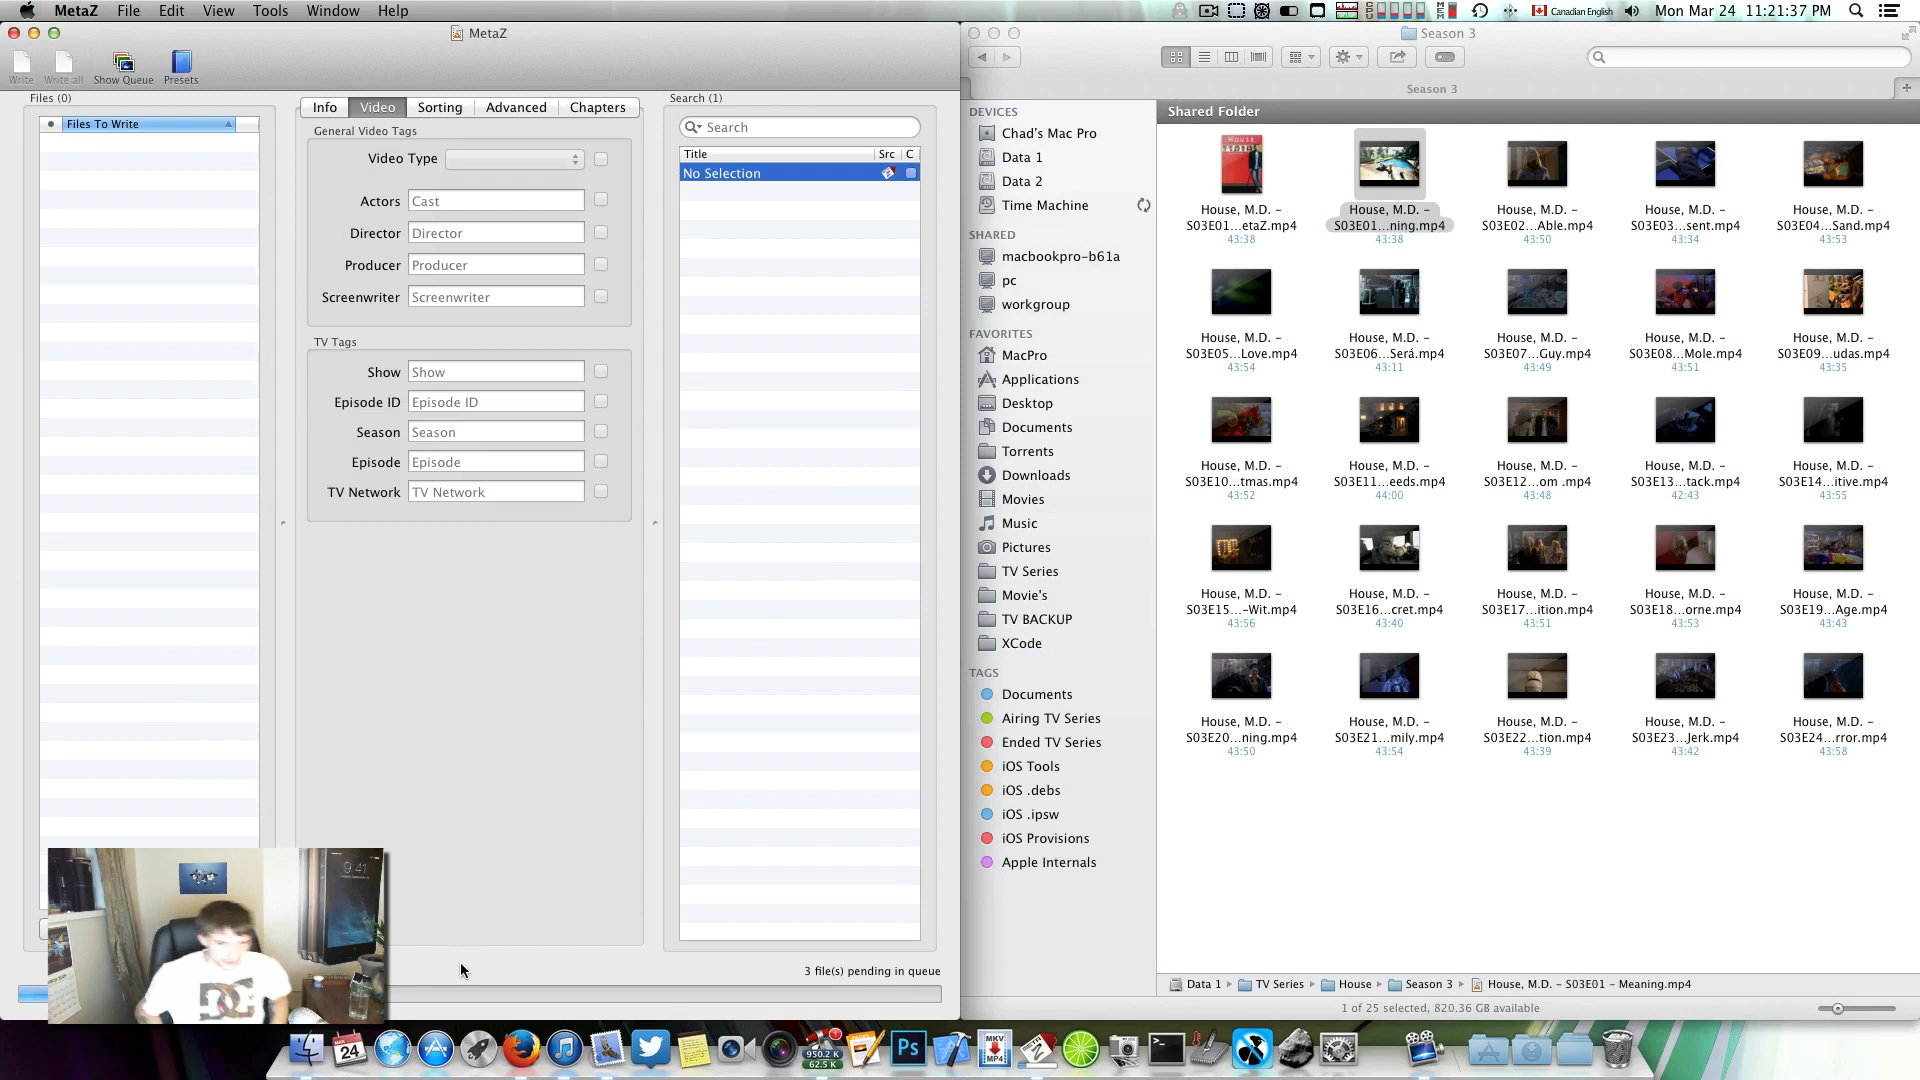 MetaZ File Edit View Tools Window Help
Canadian English Mon Mar 24 11:21:37 PM
MetaZ
Write Write all Show Queue Presets
Files (0)
Files To Write
Info Video Sorting Advanced Chapters
General Video Tags
Video Type
Actors Cast
Director Director
Producer Producer
Screenwriter Screenwriter
TV Tags
Show Show
Episode ID Episode ID
Season Season
Episode Episode
TV Network TV Network
Search (1)
Search
Title Src C
No Selection
3 file(s) pending in queue
9:41
Season 3
Season 3
DEVICES
Chad's Mac Pro
Data 1
Data 2
Time Machine
SHARED
macbookpro-b61a
pc
workgroup
FAVORITES
MacPro
Applications
Desktop
Documents
Torrents
Downloads
Movies
Music
Pictures
TV Series
Movie's
TV BACKUP
XCode
TAGS
Documents
Airing TV Series
Ended TV Series
iOS Tools
iOS .debs
iOS .ipsw
iOS Provisions
Apple Internals
Shared Folder
HOUSE
House, M.D. – House, M.D. – House, M.D. – House, M.D. – House, M.D. –
S03E01...etaZ.mp4 S03E01...ning.mp4 S03E02...Able.mp4 S03E03...sent.mp4 S03E04...Sand.mp4
43:38 43:38 43:50 43:34 43:53
House, M.D. – House, M.D. – House, M.D. – House, M.D. – House, M.D. –
S03E05...Love.mp4 S03E06...Será.mp4 S03E07...Guy.mp4 S03E08...Mole.mp4 S03E09...udas.mp4
43:54 43:11 43:49 43:51 43:35
House, M.D. – House, M.D. – House, M.D. – House, M.D. – House, M.D. –
S03E10...tmas.mp4 S03E11...eeds.mp4 S03E12...om .mp4 S03E13...tack.mp4 S03E14...itive.mp4
43:52 44:00 43:48 42:43 43:55
House, M.D. – House, M.D. – House, M.D. – House, M.D. – House, M.D. –
S03E15...-Wit.mp4 S03E16...cret.mp4 S03E17...ition.mp4 S03E18...orne.mp4 S03E19...Age.mp4
43:56 43:40 43:51 43:53 43:43
House, M.D. – House, M.D. – House, M.D. – House, M.D. – House, M.D. –
S03E20...ning.mp4 S03E21...mily.mp4 S03E22...tion.mp4 S03E23...Jerk.mp4 S03E24...rror.mp4
43:50 43:54 43:39 43:42 43:58
Data 1 TV Series House Season 3 House, M.D. – S03E01 – Meaning.mp4
1 of 25 selected, 820.36 GB available
MAR 24
1
950.2 K
62.5 K
Ps
MKV
MP4